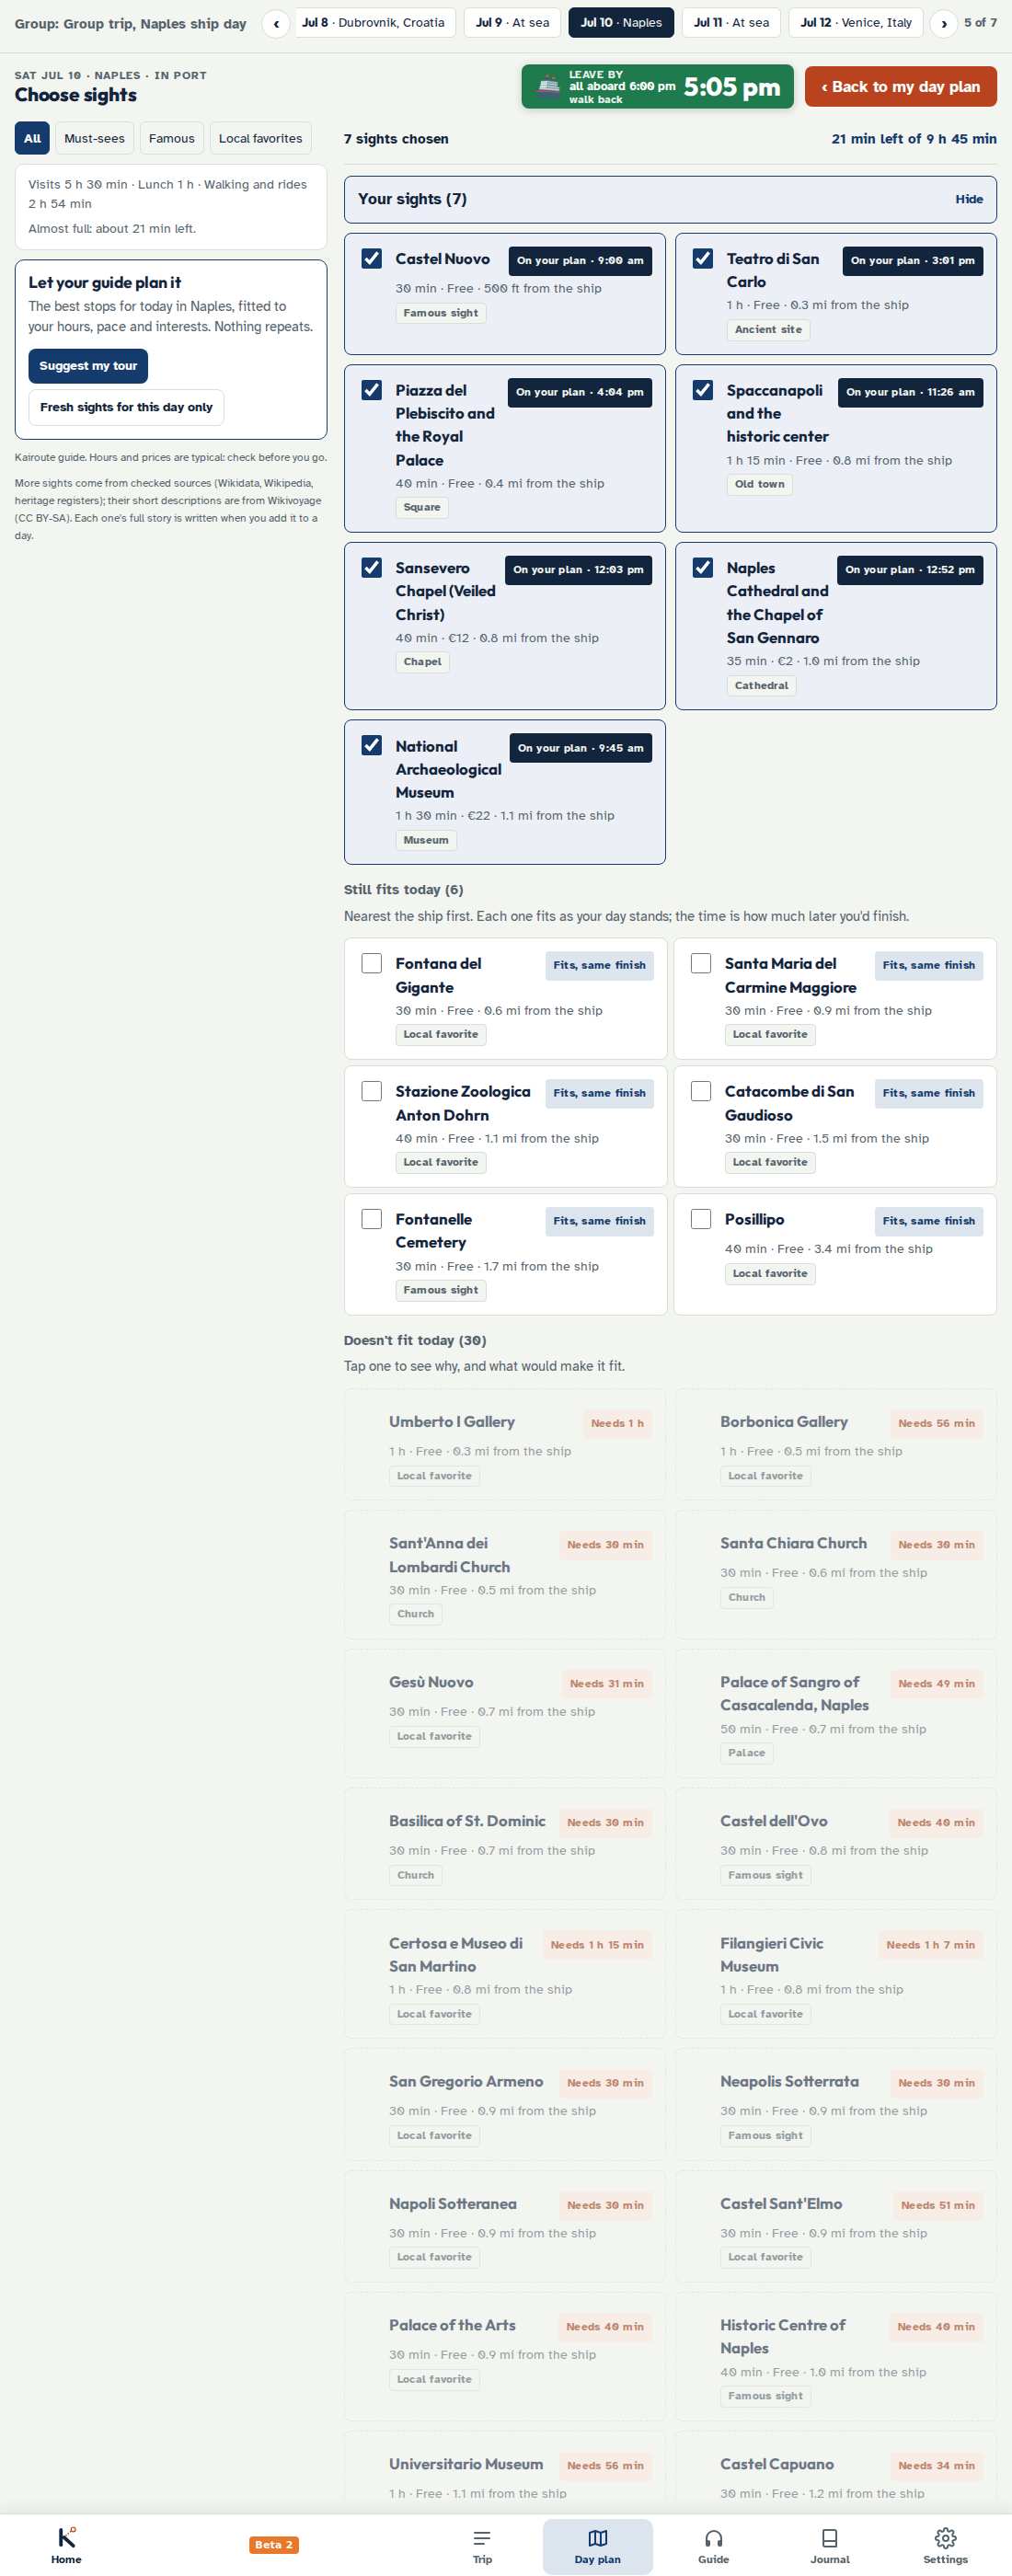 Group: Group trip, Naples ship day
‹
Jul 8 · Dubrovnik, Croatia
Jul 9 · At sea
Jul 10 · Naples
Jul 11 · At sea
Jul 12 · Venice, Italy
›
5 of 7
SAT JUL 10 · NAPLES · IN PORT
Choose sights
LEAVE BY
all aboard 6:00 pm
walk back
5:05 pm
‹ Back to my day plan
All
Must-sees
Famous
Local favorites
Visits 5 h 30 min · Lunch 1 h · Walking and rides
2 h 54 min
Almost full: about 21 min left.
Let your guide plan it
The best stops for today in Naples, fitted to
your hours, pace and interests. Nothing repeats.
Suggest my tour
Fresh sights for this day only
Kairoute guide. Hours and prices are typical: check before you go.
More sights come from checked sources (Wikidata, Wikipedia,
heritage registers); their short descriptions are from Wikivoyage
(CC BY-SA). Each one's full story is written when you add it to a
day.
7 sights chosen
21 min left of 9 h 45 min
Your sights (7)
Hide
Castel Nuovo
On your plan · 9:00 am
30 min · Free · 500 ft from the ship
Famous sight
Teatro di San
Carlo
On your plan · 3:01 pm
1 h · Free · 0.3 mi from the ship
Ancient site
Piazza del
Plebiscito and
the Royal
Palace
On your plan · 4:04 pm
40 min · Free · 0.4 mi from the ship
Square
Spaccanapoli
and the
historic center
On your plan · 11:26 am
1 h 15 min · Free · 0.8 mi from the ship
Old town
Sansevero
Chapel (Veiled
Christ)
On your plan · 12:03 pm
40 min · €12 · 0.8 mi from the ship
Chapel
Naples
Cathedral and
the Chapel of
San Gennaro
On your plan · 12:52 pm
35 min · €2 · 1.0 mi from the ship
Cathedral
National
Archaeological
Museum
On your plan · 9:45 am
1 h 30 min · €22 · 1.1 mi from the ship
Museum
Still fits today (6)
Nearest the ship first. Each one fits as your day stands; the time is how much later you'd finish.
Fontana del
Gigante
Fits, same finish
30 min · Free · 0.6 mi from the ship
Local favorite
Santa Maria del
Carmine Maggiore
Fits, same finish
30 min · Free · 0.9 mi from the ship
Local favorite
Stazione Zoologica
Anton Dohrn
Fits, same finish
40 min · Free · 1.1 mi from the ship
Local favorite
Catacombe di San
Gaudioso
Fits, same finish
30 min · Free · 1.5 mi from the ship
Local favorite
Fontanelle
Cemetery
Fits, same finish
30 min · Free · 1.7 mi from the ship
Famous sight
Posillipo
Fits, same finish
40 min · Free · 3.4 mi from the ship
Local favorite
Doesn't fit today (30)
Tap one to see why, and what would make it fit.
Umberto I Gallery
Needs 1 h
1 h · Free · 0.3 mi from the ship
Local favorite
Borbonica Gallery
Needs 56 min
1 h · Free · 0.5 mi from the ship
Local favorite
Sant'Anna dei
Lombardi Church
Needs 30 min
30 min · Free · 0.5 mi from the ship
Church
Santa Chiara Church
Needs 30 min
30 min · Free · 0.6 mi from the ship
Church
Gesù Nuovo
Needs 31 min
30 min · Free · 0.7 mi from the ship
Local favorite
Palace of Sangro of
Casacalenda, Naples
Needs 49 min
50 min · Free · 0.7 mi from the ship
Palace
Basilica of St. Dominic
Needs 30 min
30 min · Free · 0.7 mi from the ship
Church
Castel dell'Ovo
Needs 40 min
30 min · Free · 0.8 mi from the ship
Famous sight
Certosa e Museo di
San Martino
Needs 1 h 15 min
1 h · Free · 0.8 mi from the ship
Local favorite
Filangieri Civic
Museum
Needs 1 h 7 min
1 h · Free · 0.8 mi from the ship
Local favorite
San Gregorio Armeno
Needs 30 min
30 min · Free · 0.9 mi from the ship
Local favorite
Neapolis Sotterrata
Needs 30 min
30 min · Free · 0.9 mi from the ship
Famous sight
Napoli Sotteranea
Needs 30 min
30 min · Free · 0.9 mi from the ship
Local favorite
Castel Sant'Elmo
Needs 51 min
30 min · Free · 0.9 mi from the ship
Local favorite
Palace of the Arts
Needs 40 min
30 min · Free · 0.9 mi from the ship
Local favorite
Historic Centre of
Naples
Needs 40 min
40 min · Free · 1.0 mi from the ship
Famous sight
Universitario Museum
Needs 56 min
1 h · Free · 1.1 mi from the ship
Castel Capuano
Needs 34 min
30 min · Free · 1.2 mi from the ship
Home
Beta 2
Trip
Day plan
Guide
Journal
Settings